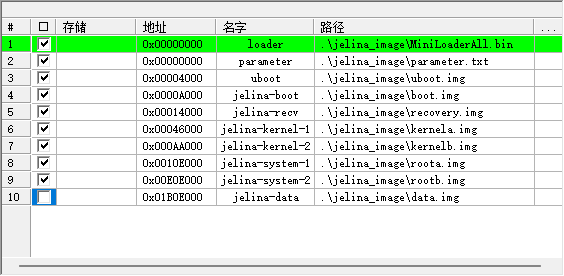 # 存储 地址 名字 路径 ...
1 0x00000000 loader .\jelina_image\MiniLoaderAll.bin
2 0x00000000 parameter .\jelina_image\parameter.txt
3 0x00004000 uboot .\jelina_image\uboot.img
4 0x0000A000 jelina-boot .\jelina_image\boot.img
5 0x00014000 jelina-recv .\jelina_image\recovery.img
6 0x00046000 jelina-kernel-1 .\jelina_image\kernela.img
7 0x000AA000 jelina-kernel-2 .\jelina_image\kernelb.img
8 0x0010E000 jelina-system-1 .\jelina_image\roota.img
9 0x00E0E000 jelina-system-2 .\jelina_image\rootb.img
10 0x01B0E000 jelina-data .\jelina_image\data.img